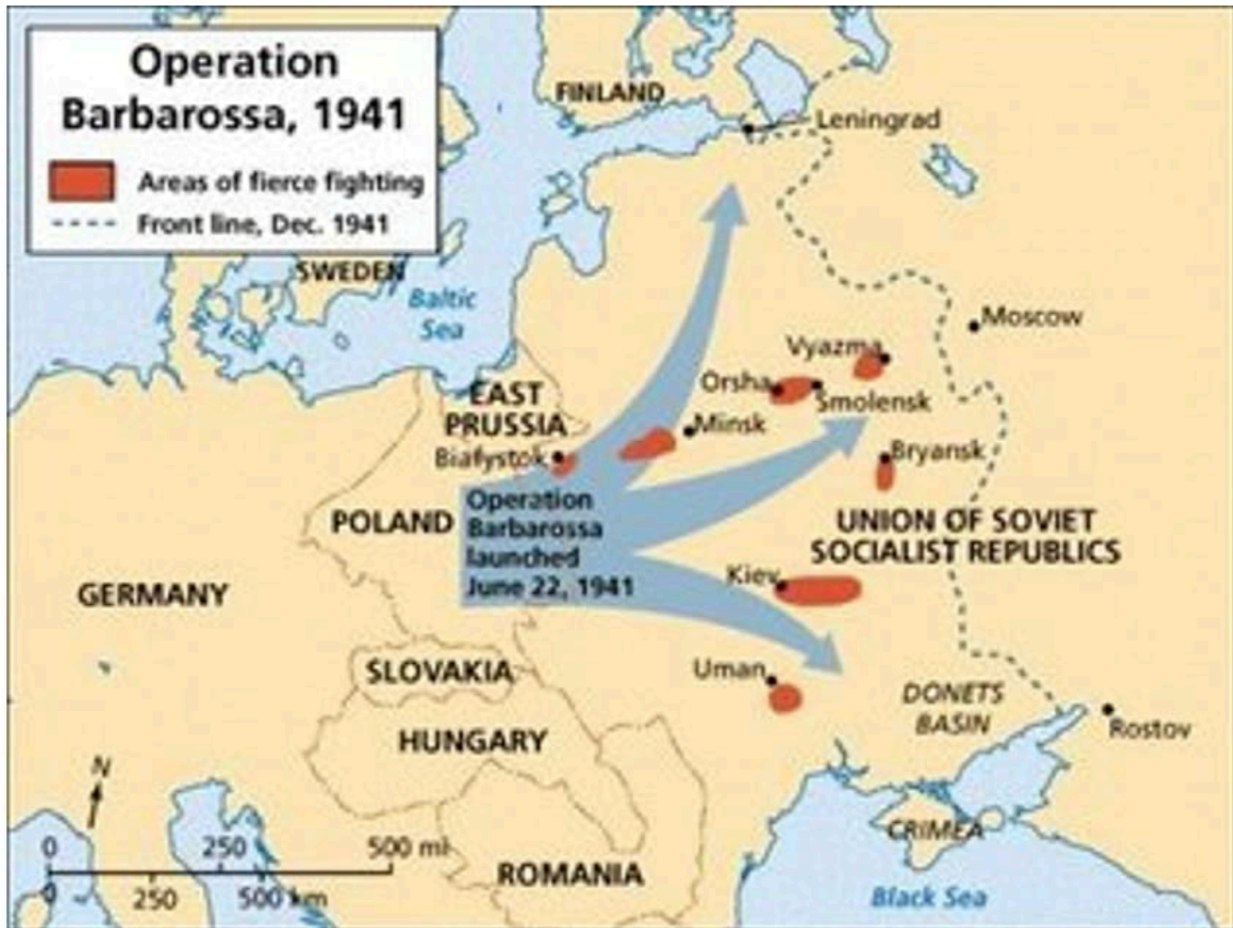 Operation
Barbarossa, 1941
Areas of fierce fighting
Front line, Dec. 1941
FINLAND
Leningrad
SWEDEN
Baltic
Sea
Moscow
Vyazma
Orsha
Smolensk
EAST
PRUSSIA
Minsk
Białystok
Bryansk
POLAND
Operation
Barbarossa
launched
June 22, 1941
UNION OF SOVIET
SOCIALIST REPUBLICS
GERMANY
Kiev
SLOVAKIA
Uman
DONETS
BASIN
Rostov
HUNGARY
N
CRIMEA
0 250 500 mi
0 250 500 km
ROMANIA
Black Sea